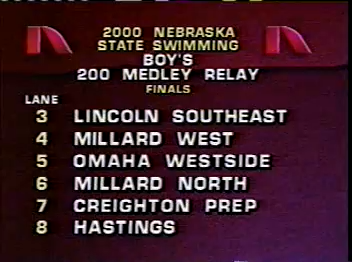 2000 NEBRASKA
STATE SWIMMING
BOY'S
200 MEDLEY RELAY
FINALS
LANE
3 LINCOLN SOUTHEAST
4 MILLARD WEST
5 OMAHA WESTSIDE
6 MILLARD NORTH
7 CREIGHTON PREP
8 HASTINGS